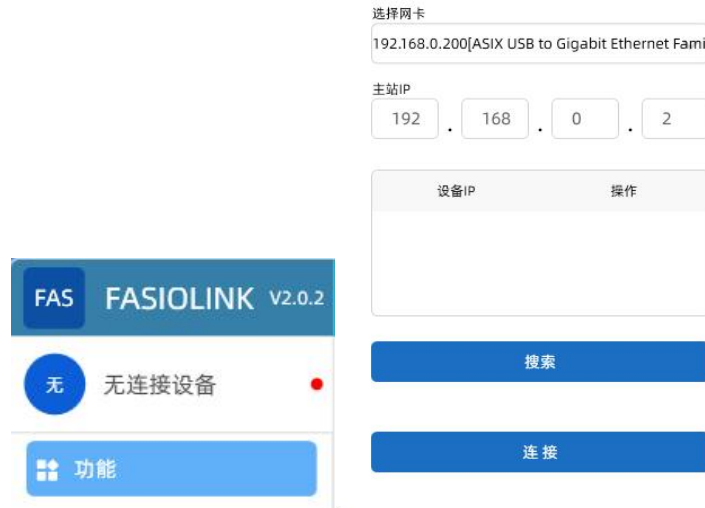 选择网卡
192.168.0.200[ASIX USB to Gigabit Ethernet Fami
主站IP
192 . 168 . 0 . 2
设备IP 操作
搜索
连接
FAS FASIOLINK V2.0.2
无 无连接设备
功能